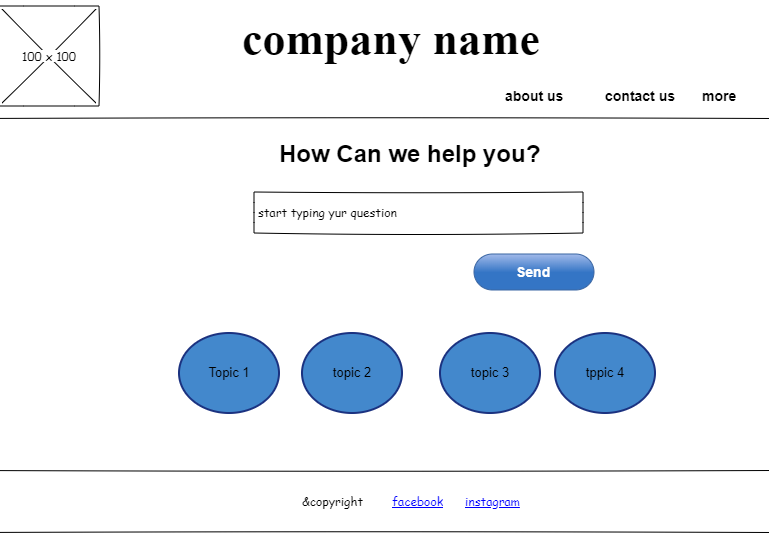 100 x 100
company name
about us contact us more
How Can we help you?
start typing yur question
Send
Topic 1 topic 2 topic 3 tppic 4
&copyright facebook instagram